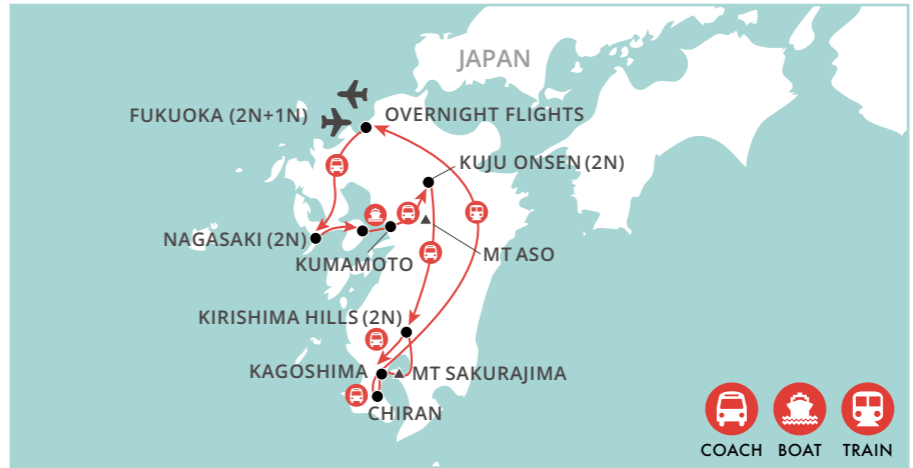 JAPAN
FUKUOKA (2N+1N)
OVERNIGHT FLIGHTS
KUJU ONSEN (2N)
NAGASAKI (2N)
KUMAMOTO
MT ASO
KIRISHIMA HILLS (2N)
KAGOSHIMA
MT SAKURAJIMA
CHIRAN
COACH BOAT TRAIN